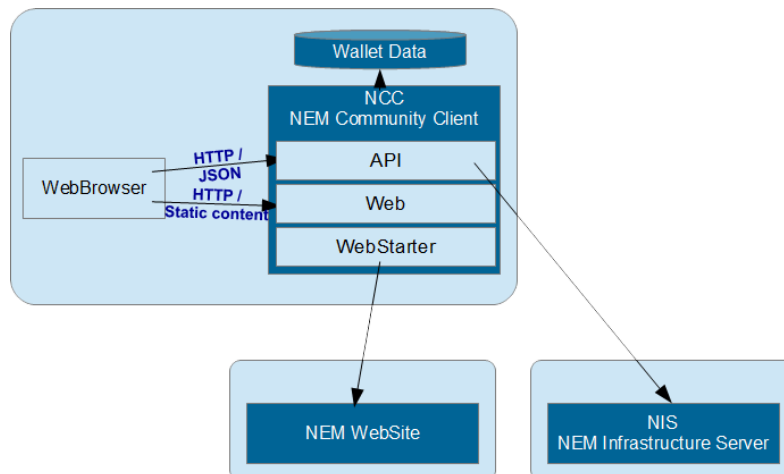 Wallet Data
NCC
NEM Community Client
HTTP /
JSON
API
WebBrowser
HTTP /
Static content
Web
WebStarter
NEM WebSite
NIS
NEM Infrastructure Server